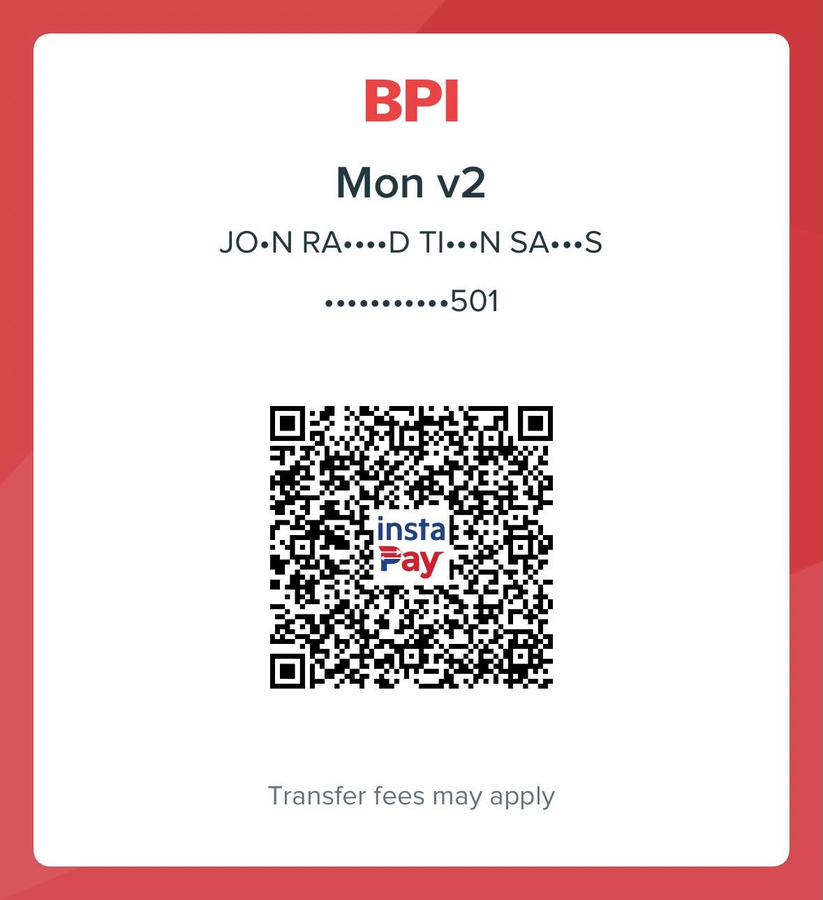 BPI
Mon v2
JO•N RA••••D TI•••N SA•••S
•••••••••••501
insta
Pay
Transfer fees may apply